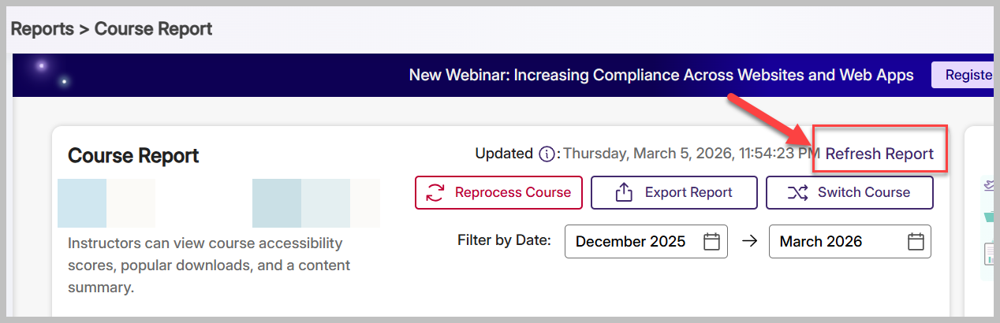 Reports > Course Report
New Webinar: Increasing Compliance Across Websites and Web Apps
Register
Course Report
Updated : Thursday, March 5, 2026, 11:54:23 PM Refresh Report
Reprocess Course
Export Report
Switch Course
Filter by Date: December 2025 → March 2026
Instructors can view course accessibility
scores, popular downloads, and a content
summary.